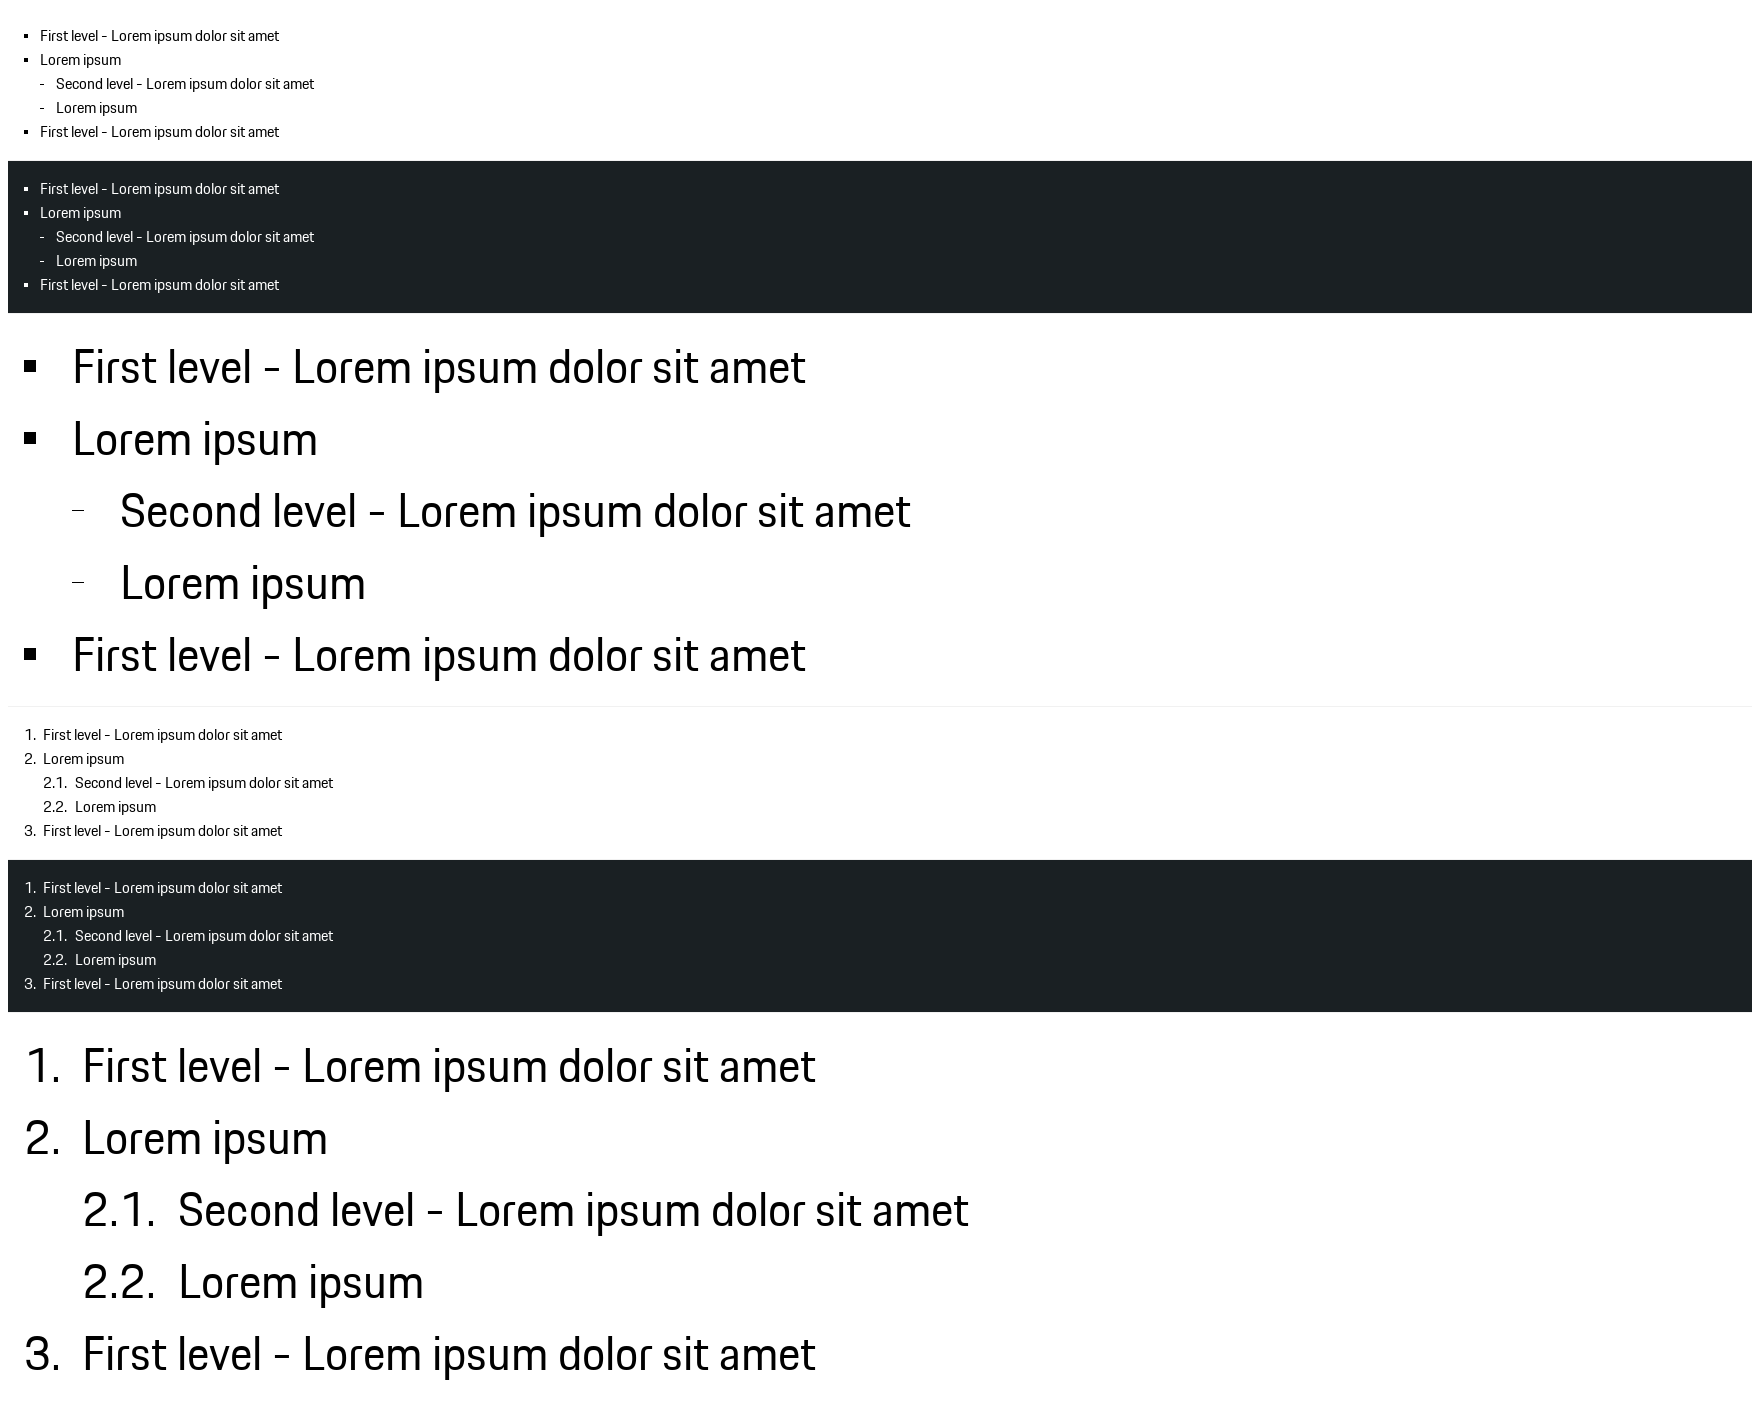 ▪ First level - Lorem ipsum dolor sit amet
▪ Lorem ipsum
- Second level - Lorem ipsum dolor sit amet
- Lorem ipsum
▪ First level - Lorem ipsum dolor sit amet
▪ First level - Lorem ipsum dolor sit amet
▪ Lorem ipsum
- Second level - Lorem ipsum dolor sit amet
- Lorem ipsum
▪ First level - Lorem ipsum dolor sit amet
▪ First level - Lorem ipsum dolor sit amet
▪ Lorem ipsum
– Second level - Lorem ipsum dolor sit amet
– Lorem ipsum
▪ First level - Lorem ipsum dolor sit amet
1. First level - Lorem ipsum dolor sit amet
2. Lorem ipsum
2.1. Second level - Lorem ipsum dolor sit amet
2.2. Lorem ipsum
3. First level - Lorem ipsum dolor sit amet
1. First level - Lorem ipsum dolor sit amet
2. Lorem ipsum
2.1. Second level - Lorem ipsum dolor sit amet
2.2. Lorem ipsum
3. First level - Lorem ipsum dolor sit amet
1. First level - Lorem ipsum dolor sit amet
2. Lorem ipsum
2.1. Second level - Lorem ipsum dolor sit amet
2.2. Lorem ipsum
3. First level - Lorem ipsum dolor sit amet